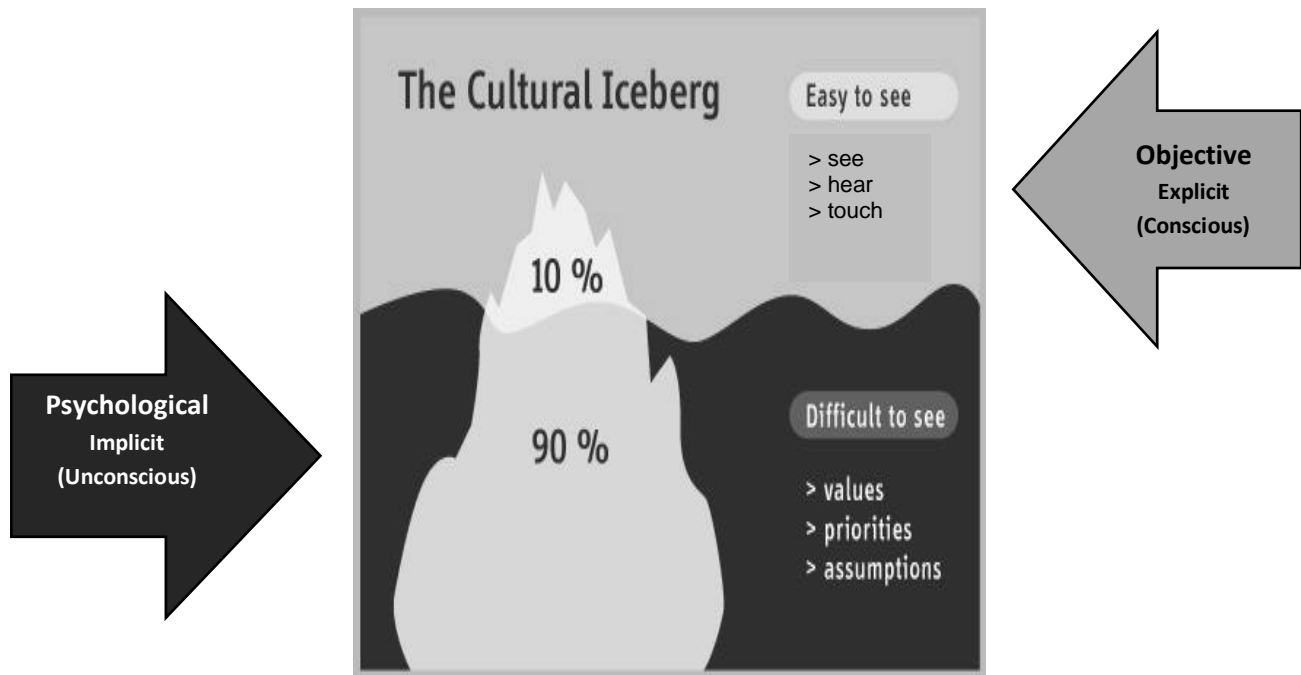 The Cultural Iceberg
Easy to see
> see
> hear
> touch
Objective
Explicit
(Conscious)
10 %
Psychological
Implicit
(Unconscious)
90 %
Difficult to see
> values
> priorities
> assumptions